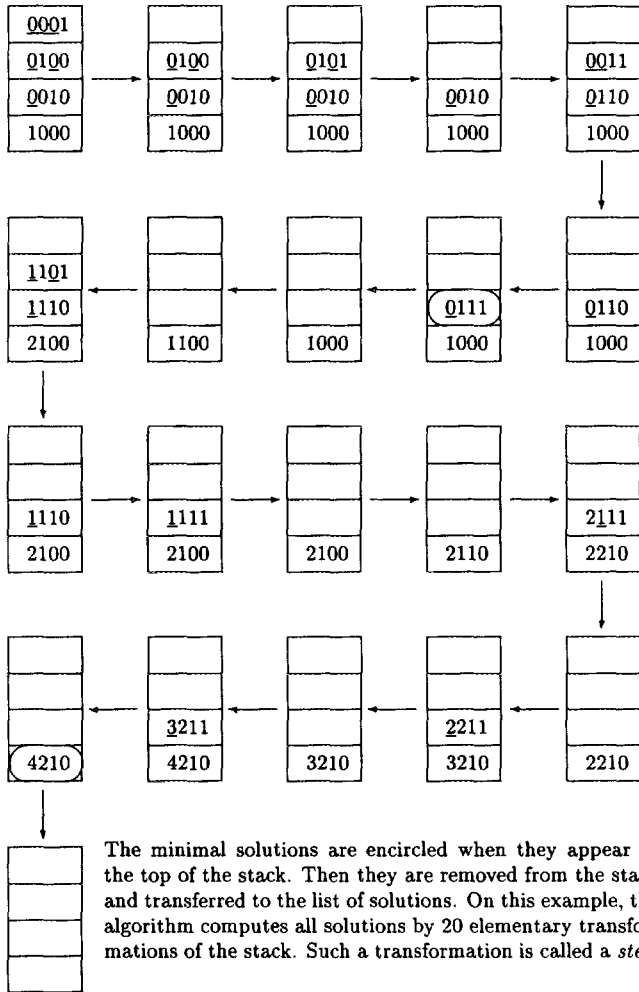 0001
0100 0100 0101 0011
0010 0010 0010 0010 0110
1000 1000 1000 1000 1000
1101
1110 0111 0110
2100 1100 1000 1000 1000
1110 1111 2111
2100 2100 2100 2110 2210
3211 2211
4210 4210 3210 3210 2210
The minimal solutions are encircled when they appear
the top of the stack. Then they are removed from the sta
and transferred to the list of solutions. On this example, th
algorithm computes all solutions by 20 elementary transfo
mations of the stack. Such a transformation is called a ste